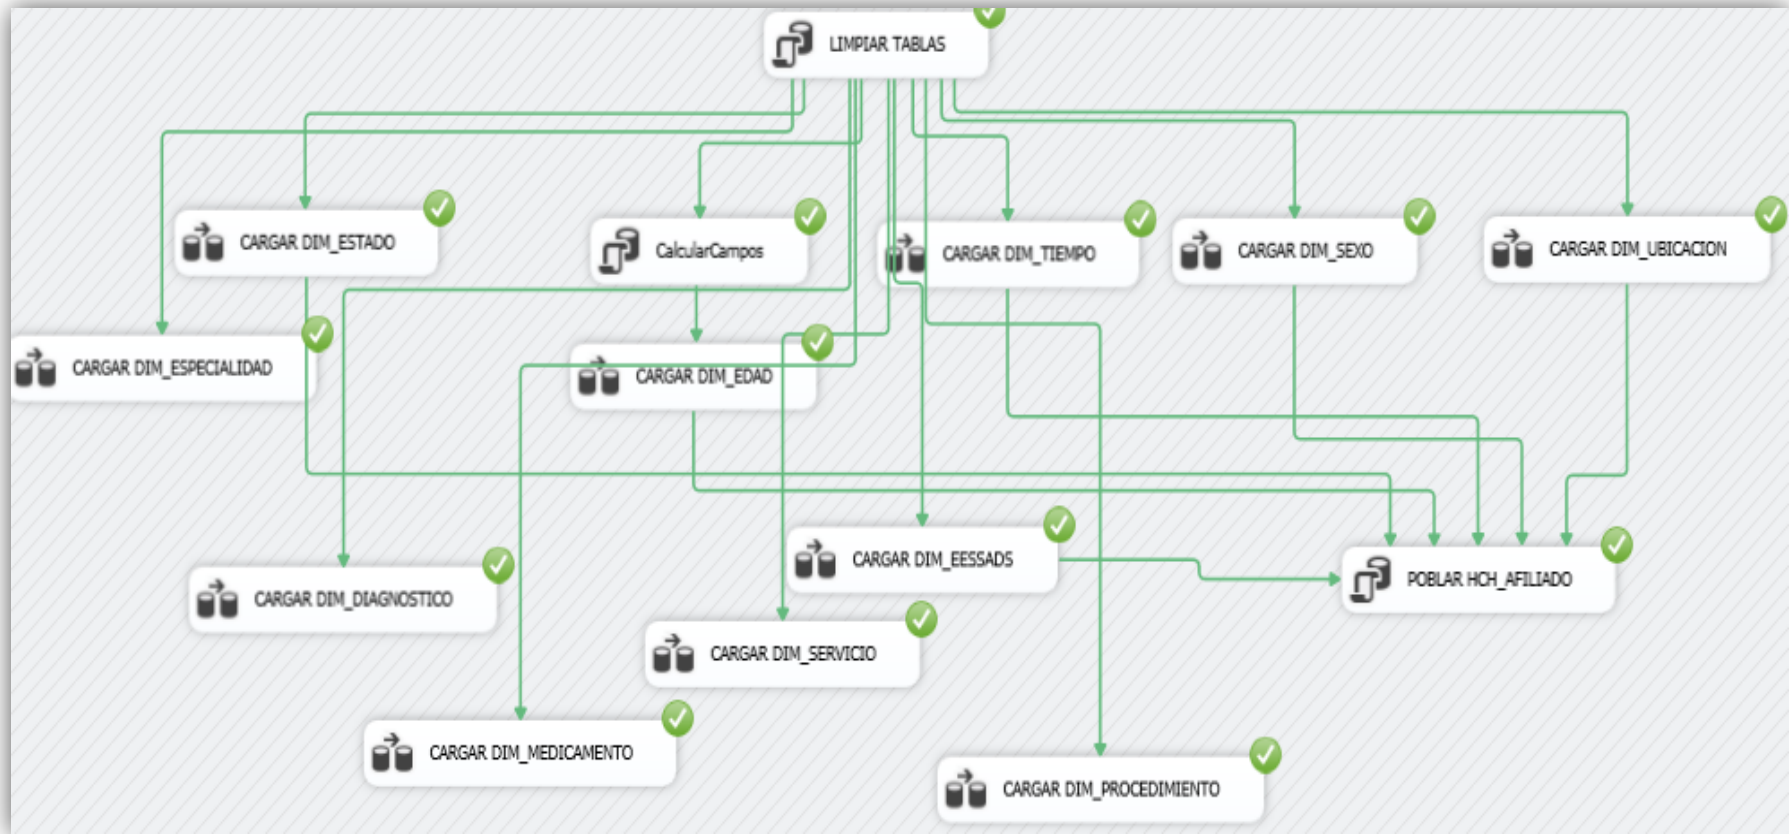 LIMPIAR TABLAS
CARGAR DIM_ESTADO
CalcularCampos
CARGAR DIM_TIEMPO
CARGAR DIM_SEXO
CARGAR DIM_UBICACION
CARGAR DIM_ESPECIALIDAD
CARGAR DIM_EDAD
CARGAR DIM_EESSADS
POBLAR HCH_AFILIADO
CARGAR DIM_DIAGNOSTICO
CARGAR DIM_SERVICIO
CARGAR DIM_MEDICAMENTO
CARGAR DIM_PROCEDIMIENTO